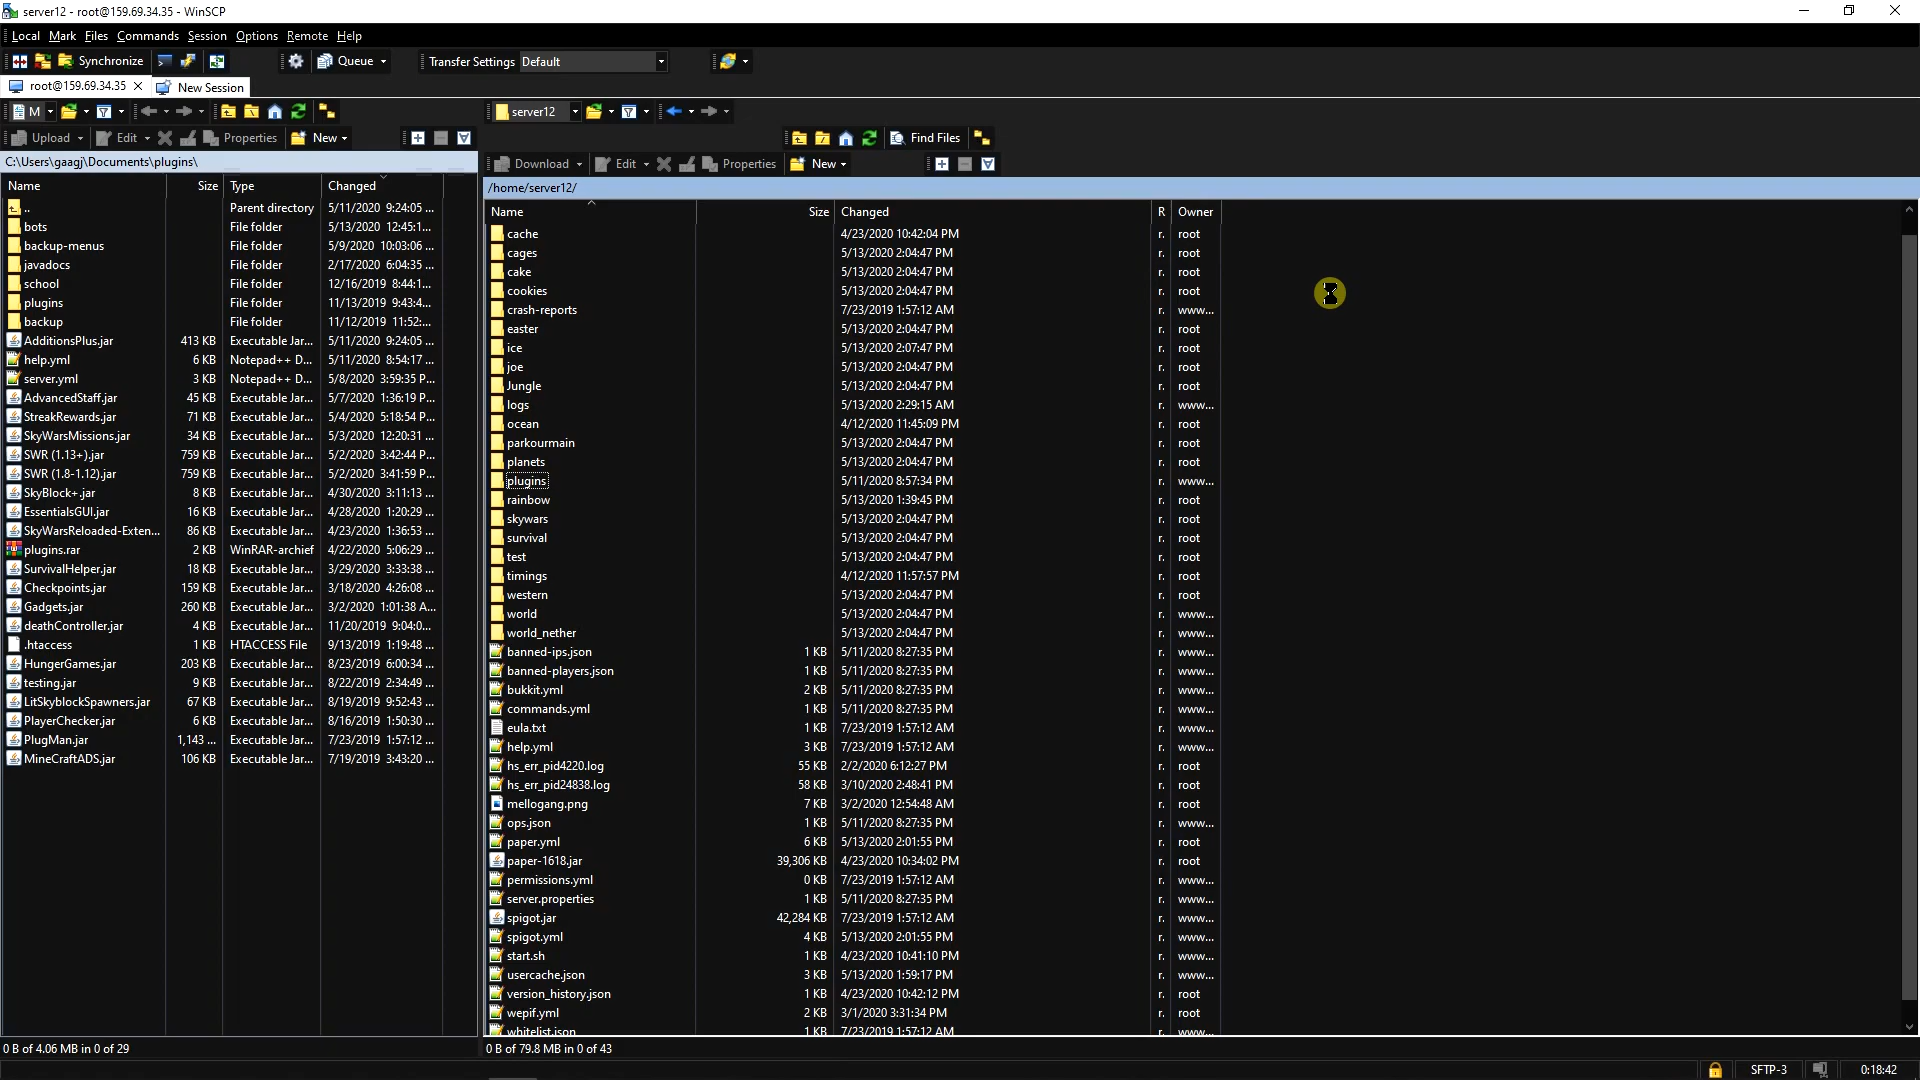 server12 - root@159.69.34.35 - WinSCP
Local Mark Files Commands Session Options Remote Help
Synchronize Queue Transfer Settings Default
root@159.69.34.35 New Session
M server12
Upload Edit Properties New Find Files
C:\Users\gaagj\Documents\plugins\ Download Edit Properties New
/home/server12/
Name Size Type Changed
.. Parent directory 5/11/2020 9:24:05 ...
bots File folder 5/13/2020 12:45:1...
backup-menus File folder 5/9/2020 10:03:06 ...
javadocs File folder 2/17/2020 6:04:35 ...
school File folder 12/16/2019 8:44:1...
plugins File folder 11/13/2019 9:43:4...
backup File folder 11/12/2019 11:52:...
AdditionsPlus.jar 413 KB Executable Jar... 5/11/2020 9:24:05 ...
help.yml 6 KB Notepad++ D... 5/11/2020 8:54:17 ...
server.yml 3 KB Notepad++ D... 5/8/2020 3:59:35 P...
AdvancedStaff.jar 45 KB Executable Jar... 5/7/2020 1:36:19 P...
StreakRewards.jar 71 KB Executable Jar... 5/4/2020 5:18:54 P...
SkyWarsMissions.jar 34 KB Executable Jar... 5/3/2020 12:20:31 ...
SWR (1.13+).jar 759 KB Executable Jar... 5/2/2020 3:42:44 P...
SWR (1.8-1.12).jar 759 KB Executable Jar... 5/2/2020 3:41:59 P...
SkyBlock+.jar 8 KB Executable Jar... 4/30/2020 3:11:13 ...
EssentialsGUI.jar 16 KB Executable Jar... 4/28/2020 1:20:29 ...
SkyWarsReloaded-Exten... 86 KB Executable Jar... 4/23/2020 1:36:53 ...
plugins.rar 2 KB WinRAR-archief 4/22/2020 5:06:29 ...
SurvivalHelper.jar 18 KB Executable Jar... 3/29/2020 3:33:38 ...
Checkpoints.jar 159 KB Executable Jar... 3/18/2020 4:26:08 ...
Gadgets.jar 260 KB Executable Jar... 3/2/2020 1:01:38 A...
deathController.jar 4 KB Executable Jar... 11/20/2019 9:04:0...
.htaccess 1 KB HTACCESS File 9/13/2019 1:19:48 ...
HungerGames.jar 203 KB Executable Jar... 8/23/2019 6:00:34 ...
testing.jar 9 KB Executable Jar... 8/22/2019 2:34:49 ...
LitSkyblockSpawners.jar 67 KB Executable Jar... 8/19/2019 9:52:43 ...
PlayerChecker.jar 6 KB Executable Jar... 8/16/2019 1:50:30 ...
PlugMan.jar 1,143 ... Executable Jar... 7/23/2019 1:57:12 ...
MineCraftADS.jar 106 KB Executable Jar... 7/19/2019 3:43:20 ...
Name Size Changed R Owner
cache 4/23/2020 10:42:04 PM r. root
cages 5/13/2020 2:04:47 PM r. root
cake 5/13/2020 2:04:47 PM r. root
cookies 5/13/2020 2:04:47 PM r. root
crash-reports 7/23/2019 1:57:12 AM r. www...
easter 5/13/2020 2:04:47 PM r. root
ice 5/13/2020 2:07:47 PM r. root
joe 5/13/2020 2:04:47 PM r. root
Jungle 5/13/2020 2:04:47 PM r. root
logs 5/13/2020 2:29:15 AM r. www...
ocean 4/12/2020 11:45:09 PM r. root
parkourmain 5/13/2020 2:04:47 PM r. root
planets 5/13/2020 2:04:47 PM r. root
plugins 5/11/2020 8:57:34 PM r. www...
rainbow 5/13/2020 1:39:45 PM r. root
skywars 5/13/2020 2:04:47 PM r. root
survival 5/13/2020 2:04:47 PM r. root
test 5/13/2020 2:04:47 PM r. root
timings 4/12/2020 11:57:57 PM r. root
western 5/13/2020 2:04:47 PM r. root
world 5/13/2020 2:04:47 PM r. www...
world_nether 5/13/2020 2:04:47 PM r. www...
banned-ips.json 1 KB 5/11/2020 8:27:35 PM r. www...
banned-players.json 1 KB 5/11/2020 8:27:35 PM r. www...
bukkit.yml 2 KB 5/11/2020 8:27:35 PM r. www...
commands.yml 1 KB 5/11/2020 8:27:35 PM r. www...
eula.txt 1 KB 7/23/2019 1:57:12 AM r. www...
help.yml 3 KB 7/23/2019 1:57:12 AM r. www...
hs_err_pid4220.log 55 KB 2/2/2020 6:12:27 PM r. root
hs_err_pid24838.log 58 KB 3/10/2020 2:48:41 PM r. root
mellogang.png 7 KB 3/2/2020 12:54:48 AM r. root
ops.json 1 KB 5/11/2020 8:27:35 PM r. www...
paper.yml 6 KB 5/13/2020 2:01:55 PM r. root
paper-1618.jar 39,306 KB 4/23/2020 10:34:02 PM r. root
permissions.yml 0 KB 7/23/2019 1:57:12 AM r. www...
server.properties 1 KB 5/11/2020 8:27:35 PM r. www...
spigot.jar 42,284 KB 7/23/2019 1:57:12 AM r. www...
spigot.yml 4 KB 5/13/2020 2:01:55 PM r. www...
start.sh 1 KB 4/23/2020 10:41:10 PM r. www...
usercache.json 3 KB 5/13/2020 1:59:17 PM r. www...
version_history.json 1 KB 4/23/2020 10:42:12 PM r. root
wepif.yml 2 KB 3/1/2020 3:31:34 PM r. root
whitelist.json 1 KB 7/23/2019 1:57:12 AM r. www...
0 B of 4.06 MB in 0 of 29 0 B of 79.8 MB in 0 of 43
SFTP-3 0:18:42